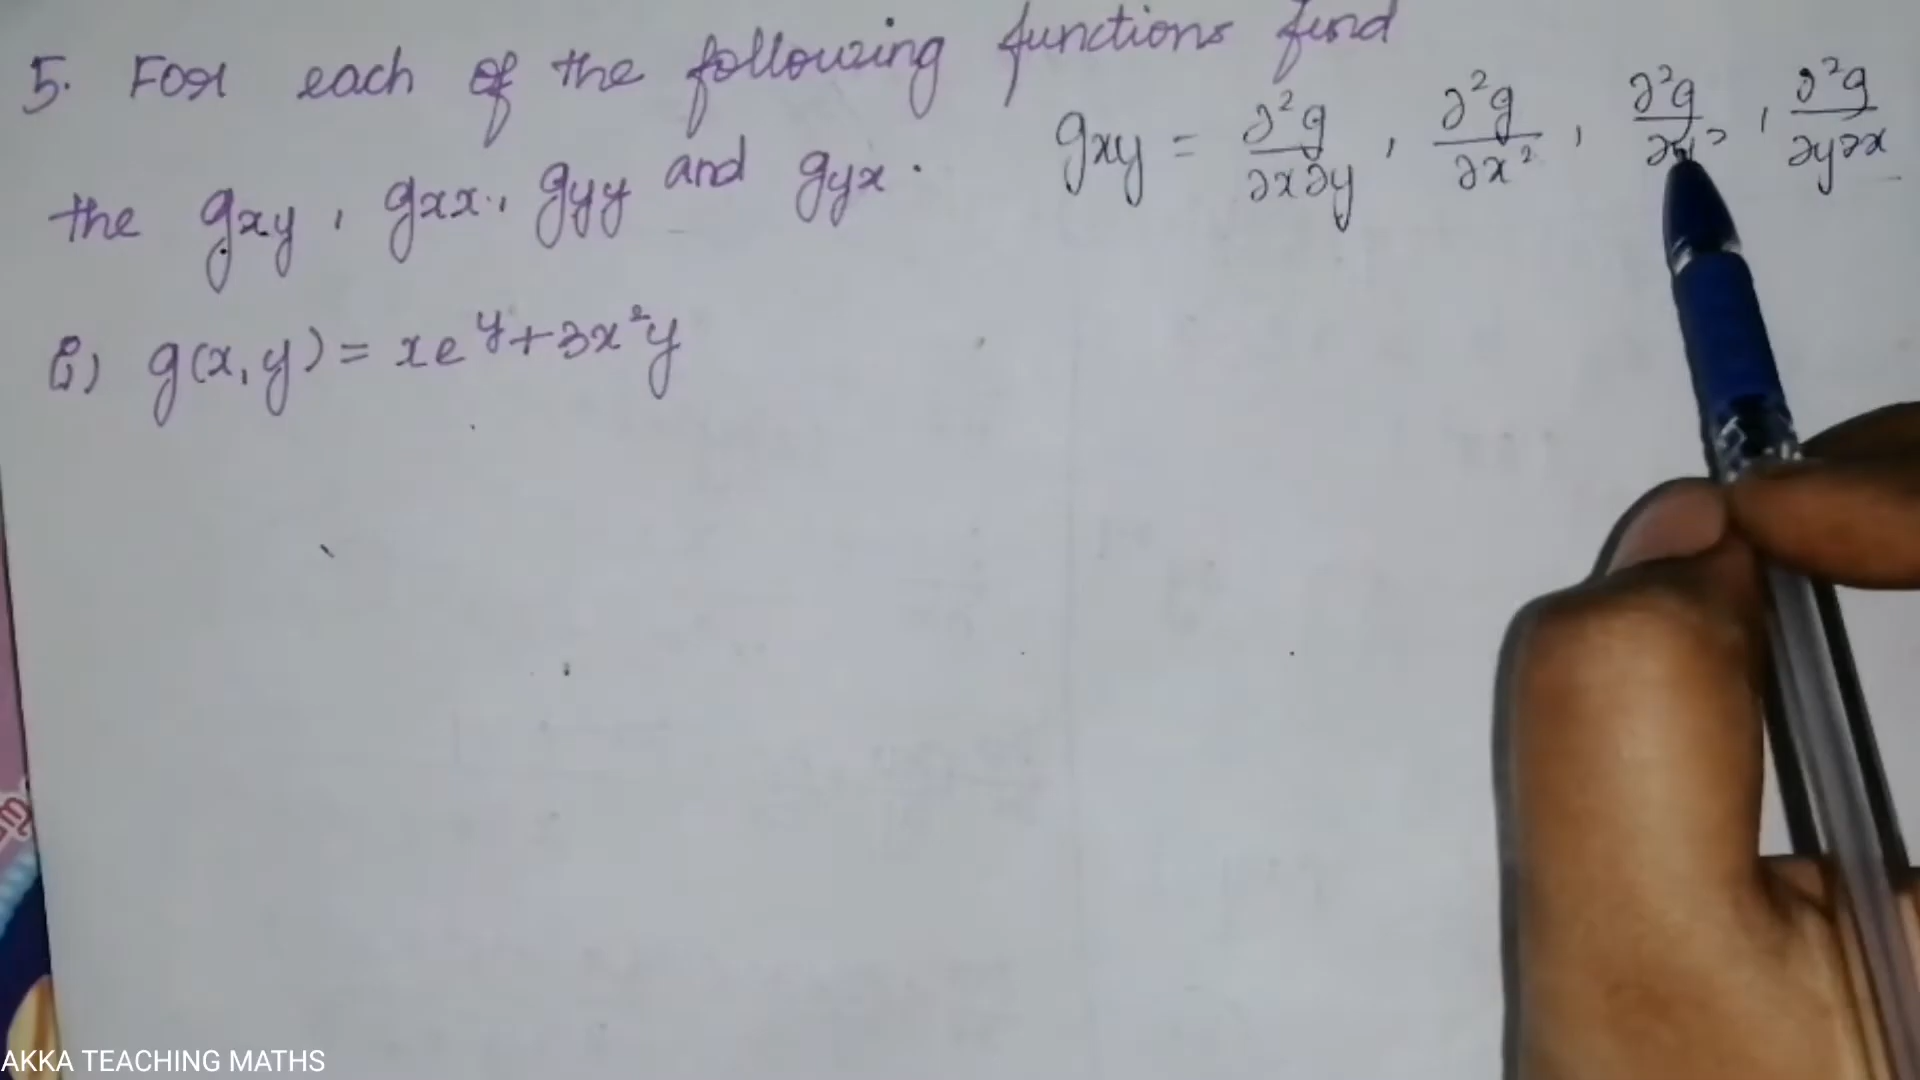 5. For each of the following functions find
the gxy, gxx, gyy and gyx.
gxy = ∂²g/∂x∂y, ∂²g/∂x², ∂²g/∂y², ∂²g/∂y∂x
i) g(x,y) = xe^y+3x²y
AKKA TEACHING MATHS